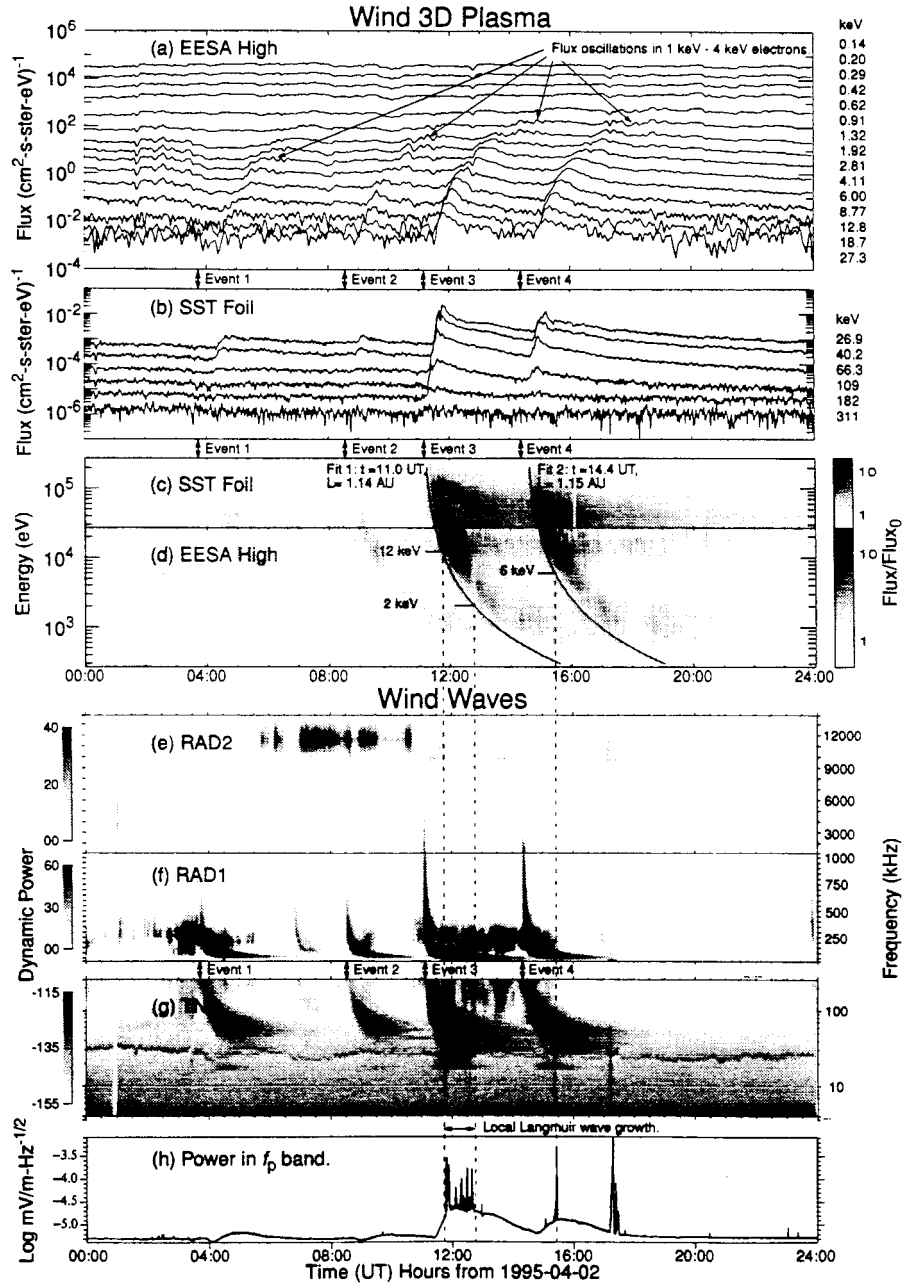 Wind 3D Plasma
10^6
10^4
10^2
10^0
10^-2
10^-4
Flux (cm^2-s-ster-eV)^-1
(a) EESA High
Flux oscillations in 1 keV - 4 keV electrons.
keV
0.14
0.20
0.29
0.42
0.62
0.91
1.32
1.92
2.81
4.11
6.00
8.77
12.8
18.7
27.3
Event 1
Event 2
Event 3
Event 4
10^-2
10^-4
10^-6
Flux (cm^2-s-ster-eV)^-1
(b) SST Foil
keV
26.9
40.2
66.3
109
182
311
Event 1
Event 2
Event 3
Event 4
Fit 1: t =11.0 UT,
L= 1.14 AU
Fit 2: t =14.4 UT,
L= 1.15 AU
10^5
10^4
10^3
Energy (eV)
(c) SST Foil
(d) EESA High
12 keV
2 keV
6 keV
10
1
10
1
Flux/Flux_0
00:00
04:00
08:00
12:00
16:00
20:00
24:00
Wind Waves
40
20
00
(e) RAD2
12000
9000
6000
3000
60
30
00
Dynamic Power
(f) RAD1
1000
750
500
250
Frequency (kHz)
Event 1
Event 2
Event 3
Event 4
-115
-135
-155
(g) 
100
10
Local Langmuir wave growth.
-3.5
-4.0
-4.5
-5.0
Log mV/m-Hz^-1/2
(h) Power in f_p band.
00:00
04:00
08:00
12:00
16:00
20:00
24:00
Time (UT) Hours from 1995-04-02